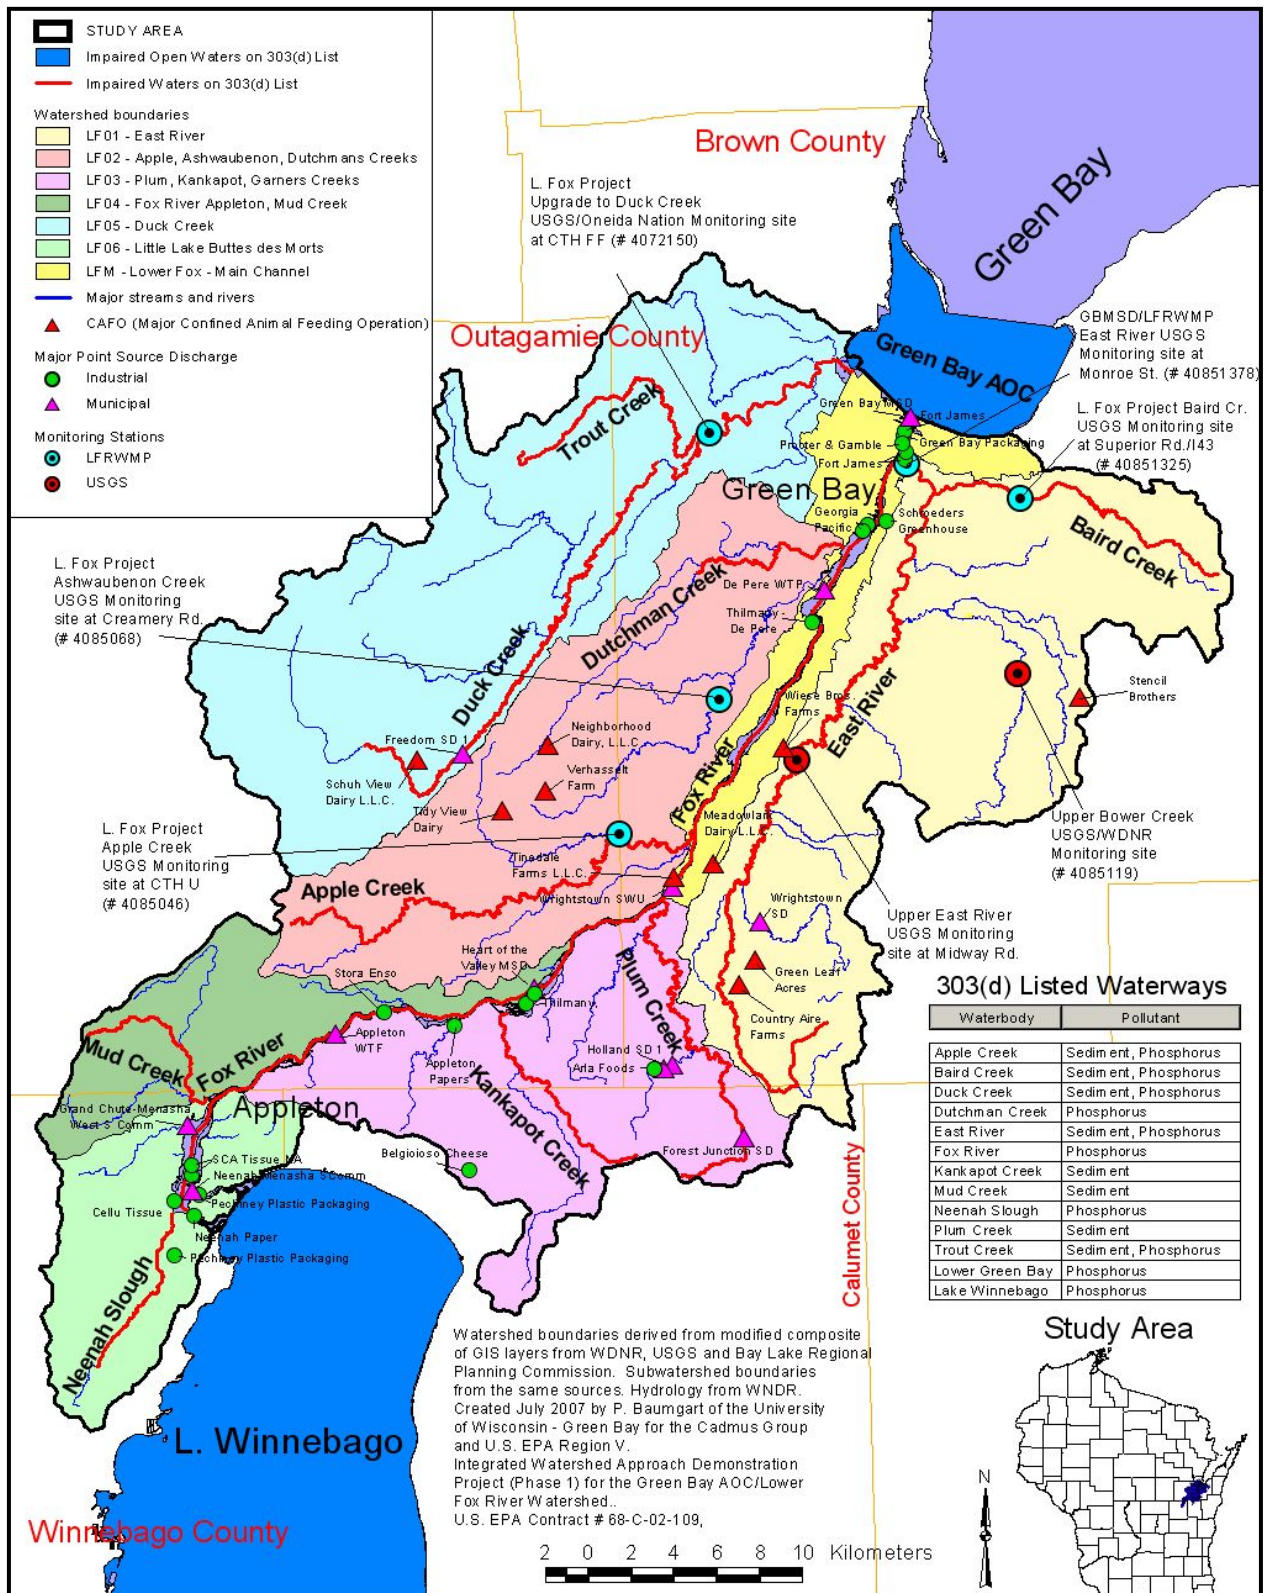 STUDY AREA
Impaired Open Waters on 303(d) List
Impaired Waters on 303(d) List
Watershed boundaries
LF01 - East River
LF02 - Apple, Ashwaubenon, Dutchmans Creeks
LF03 - Plum, Kankapot, Garners Creeks
LF04 - Fox River Appleton, Mud Creek
LF05 - Duck Creek
LF06 - Little Lake Buttes des Morts
LFM - Lower Fox - Main Channel
Major streams and rivers
CAFO (Major Confined Animal Feeding Operation)
Major Point Source Discharge
Industrial
Municipal
Monitoring Stations
LFRWMP
USGS
Brown County
Outagamie County
Green Bay
L. Fox Project
Upgrade to Duck Creek
USGS/Oneida Nation Monitoring site
at CTH FF (# 4072150)
GBMSD/LFRWMP
East River USGS
Monitoring site at
Monroe St. (# 40851378)
Green Bay AOC
L. Fox Project Baird Cr.
USGS Monitoring site
at Superior Rd./I43
(# 40851325)
Trout Creek
Green Bay MSD
Fort James
Procter & Gamble
Green Bay Packaging
Fort James
Green Bay
Georgia
Pacific
Schroeders
Greenhouse
Baird Creek
L. Fox Project
Ashwaubenon Creek
USGS Monitoring
site at Creamery Rd.
(# 4085068)
Dutchman Creek
De Pere WTP
Thilmany -
De Pere
Duck Creek
Wiese Bros.
Farms
East River
Stencil
Brothers
Freedom SD 1
Neighborhood
Dairy, L.L.C.
Schuh View
Dairy L.L.C.
Verhasselt
Farm
Tidy View
Dairy
Fox River
Meadowlark
Dairy L.L.C.
Upper Bower Creek
USGS/WDNR
Monitoring site
(# 4085119)
L. Fox Project
Apple Creek
USGS Monitoring
site at CTH U
(# 4085046)
Tinedale
Farms L.L.C.
Apple Creek
Wrightstown SWU
Wrightstown
SD
Upper East River
USGS Monitoring
site at Midway Rd.
Heart of the
Valley MSD
Stora Enso
Thilmany
Plum Creek
Green Leaf
Acres
Country Aire
Farms
Mud Creek
Fox River
Appleton
WTF
Appleton
Papers
Kankapot Creek
Holland SD 1
Arla Foods
Grand Chute-Menasha
West S Comm
Appleton
Belgioioso Cheese
Forest Junction SD
SCA Tissue NA
Neenah Menasha SComm
Pechiney Plastic Packaging
Cellu Tissue
Neenah Paper
Pechiney Plastic Packaging
Neenah Slough
Calumet County
L. Winnebago
Winnebago County
303(d) Listed Waterways
Waterbody Pollutant
Apple Creek Sediment, Phosphorus
Baird Creek Sediment, Phosphorus
Duck Creek Sediment, Phosphorus
Dutchman Creek Phosphorus
East River Sediment, Phosphorus
Fox River Phosphorus
Kankapot Creek Sediment
Mud Creek Sediment
Neenah Slough Phosphorus
Plum Creek Sediment
Trout Creek Sediment, Phosphorus
Lower Green Bay Phosphorus
Lake Winnebago Phosphorus
Study Area
Watershed boundaries derived from modified composite
of GIS layers from WDNR, USGS and Bay Lake Regional
Planning Commission. Subwatershed boundaries
from the same sources. Hydrology from WNDR.
Created July 2007 by P. Baumgart of the University
of Wisconsin - Green Bay for the Cadmus Group
and U.S. EPA Region V.
Integrated Watershed Approach Demonstration
Project (Phase 1) for the Green Bay AOC/Lower
Fox River Watershed..
U.S. EPA Contract # 68-C-02-109,
2 0 2 4 6 8 10 Kilometers
N